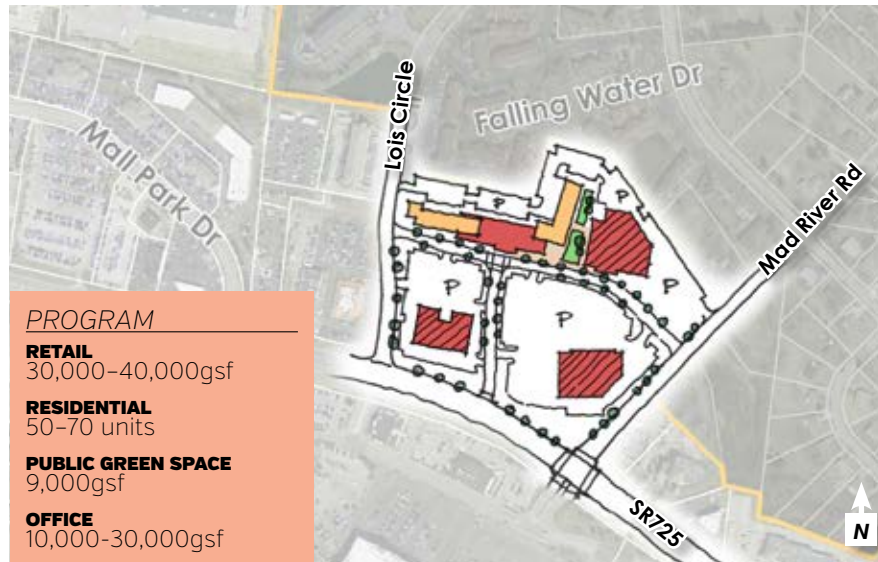 Lois Circle
Falling Water Dr
Mall Park Dr
Mad River Rd
P
P
P
P
P
SR725
N
PROGRAM
RETAIL
30,000–40,000gsf
RESIDENTIAL
50–70 units
PUBLIC GREEN SPACE
9,000gsf
OFFICE
10,000-30,000gsf